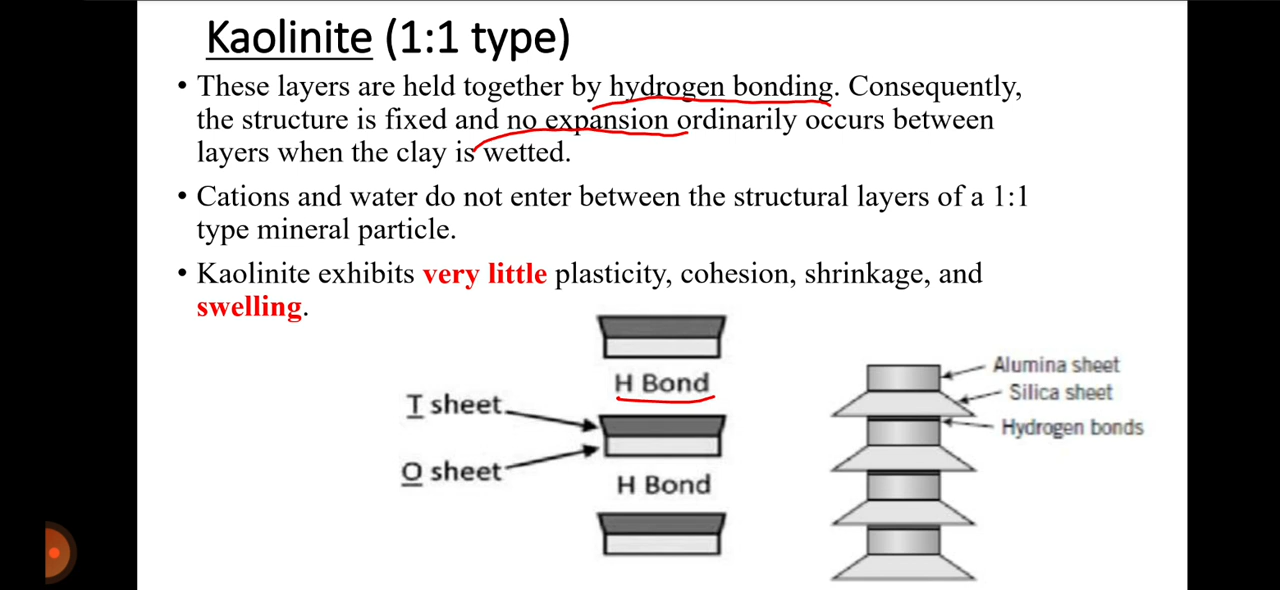 Kaolinite (1:1 type)
• These layers are held together by hydrogen bonding. Consequently,
the structure is fixed and no expansion ordinarily occurs between
layers when the clay is wetted.
• Cations and water do not enter between the structural layers of a 1:1
type mineral particle.
• Kaolinite exhibits very little plasticity, cohesion, shrinkage, and
swelling.
H Bond
T sheet
O sheet
H Bond
Alumina sheet
Silica sheet
Hydrogen bonds